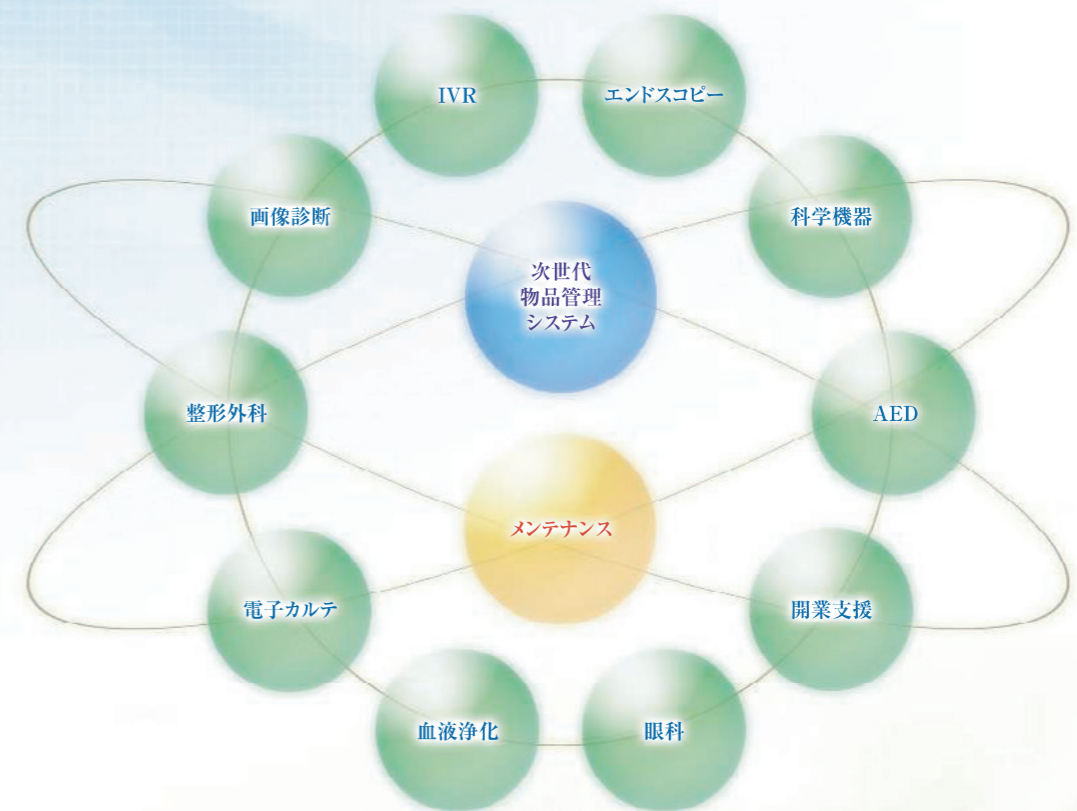 IVR
エンドスコピー
画像診断
科学機器
次世代
物品管理
システム
整形外科
AED
メンテナンス
電子カルテ
開業支援
血液浄化
眼科